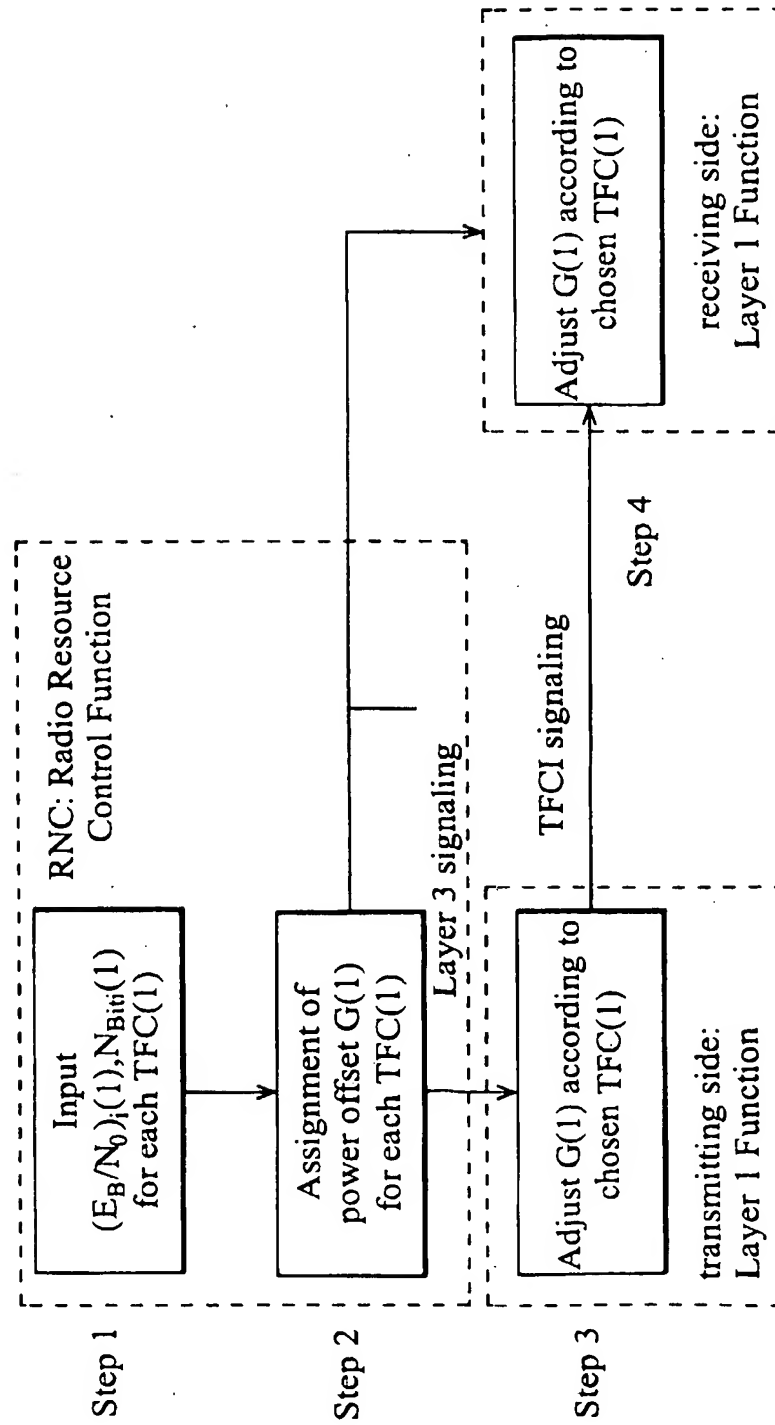 Step 1
Input
(E_B/N_0)_i(1),N_Biti(1)
for each TFC(1)
RNC: Radio Resource
Control Function
Step 2
Assignment of
power offset G(1)
for each TFC(1)
Layer 3 signaling
Step 3
Adjust G(1) according to
chosen TFC(1)
transmitting side:
Layer 1 Function
TFCI signaling
Step 4
Adjust G(1) according to
chosen TFC(1)
receiving side:
Layer 1 Function